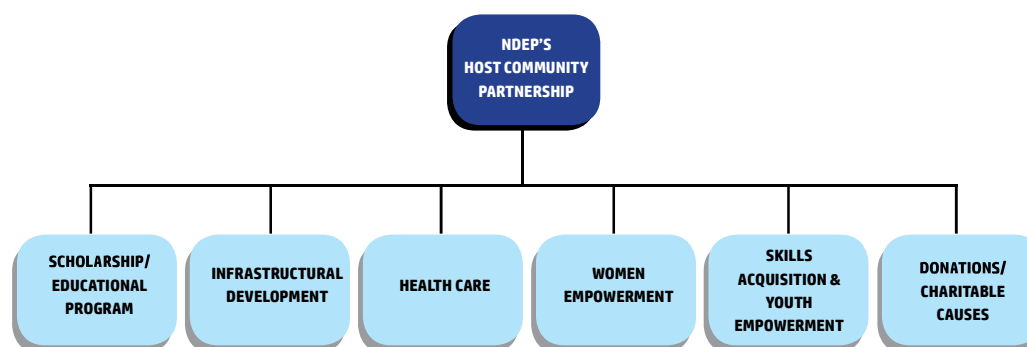 NDEP'S
HOST COMMUNITY
PARTNERSHIP
SCHOLARSHIP/
EDUCATIONAL
PROGRAM
INFRASTRUCTURAL
DEVELOPMENT
HEALTH CARE
WOMEN
EMPOWERMENT
SKILLS
ACQUISITION &
YOUTH
EMPOWERMENT
DONATIONS/
CHARITABLE
CAUSES